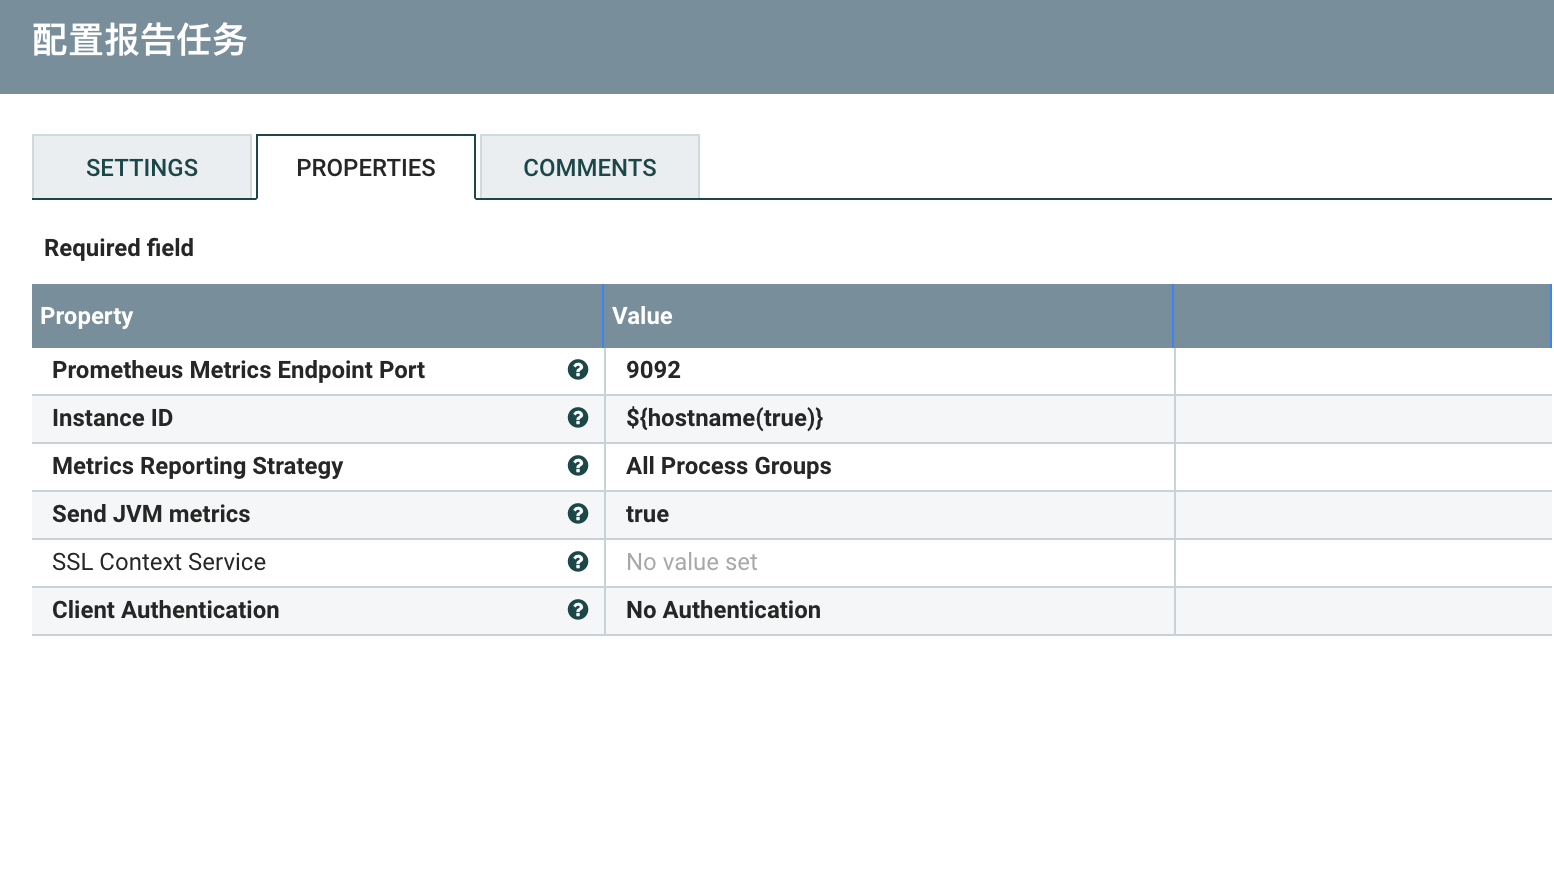 配置报告任务
SETTINGS PROPERTIES COMMENTS
Required field
Property Value
Prometheus Metrics Endpoint Port ? 9092
Instance ID ? ${hostname(true)}
Metrics Reporting Strategy ? All Process Groups
Send JVM metrics ? true
SSL Context Service ? No value set
Client Authentication ? No Authentication